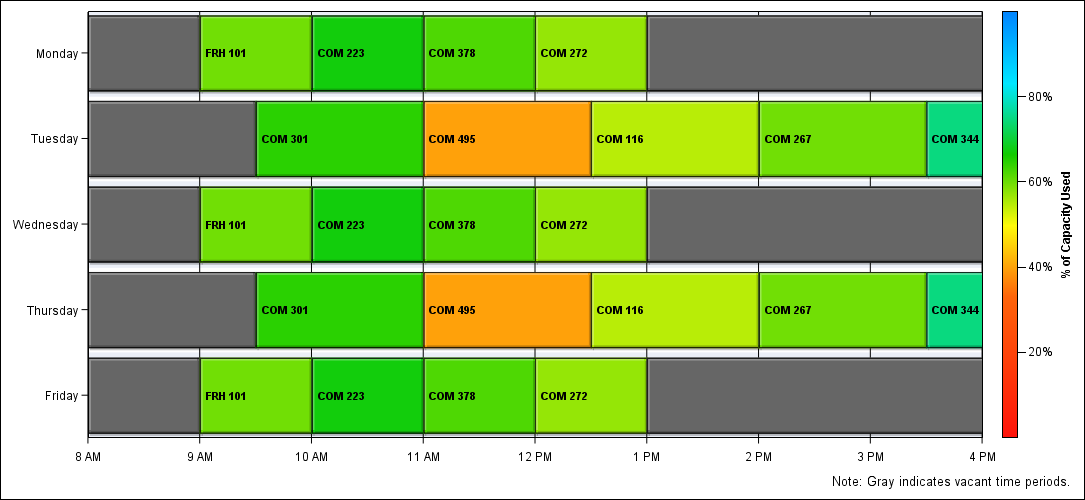 Monday
FRH 101 COM 223 COM 378 COM 272
Tuesday
COM 301 COM 495 COM 116 COM 267 COM 344
Wednesday
FRH 101 COM 223 COM 378 COM 272
Thursday
COM 301 COM 495 COM 116 COM 267 COM 344
Friday
FRH 101 COM 223 COM 378 COM 272
8 AM 9 AM 10 AM 11 AM 12 PM 1 PM 2 PM 3 PM 4 PM
80%
60%
40%
20%
% of Capacity Used
Note: Gray indicates vacant time periods.